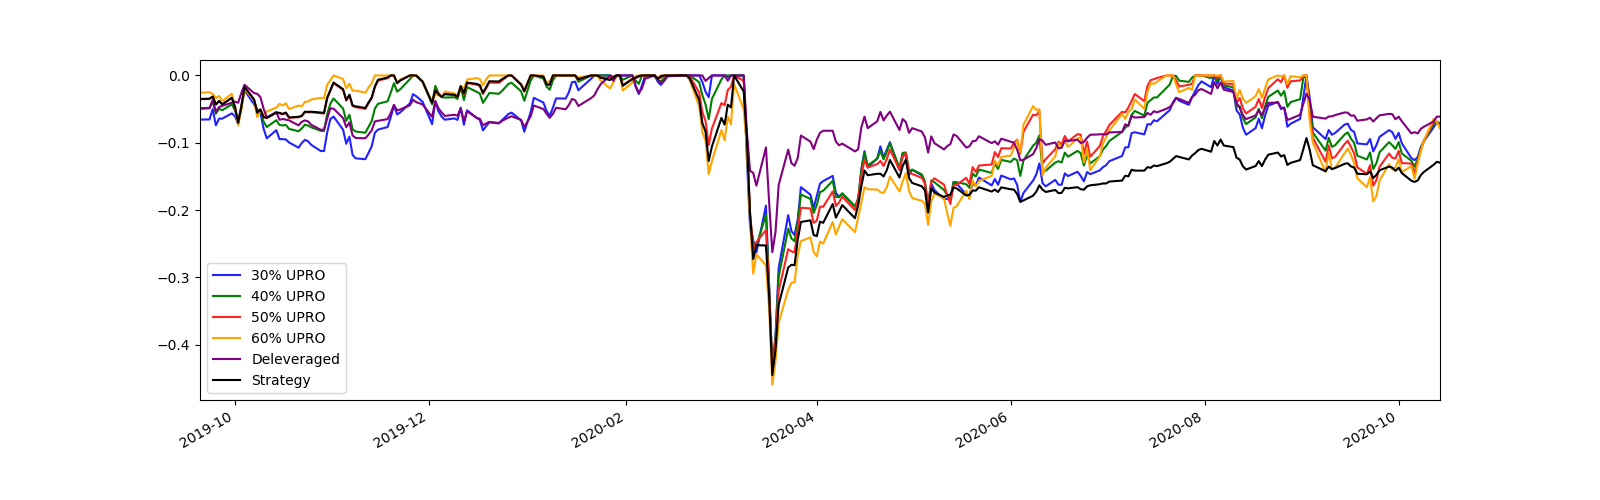 0.0
−0.1
−0.2
−0.3
−0.4
30% UPRO
40% UPRO
50% UPRO
60% UPRO
Deleveraged
Strategy
2019-10
2019-12
2020-02
2020-04
2020-06
2020-08
2020-10